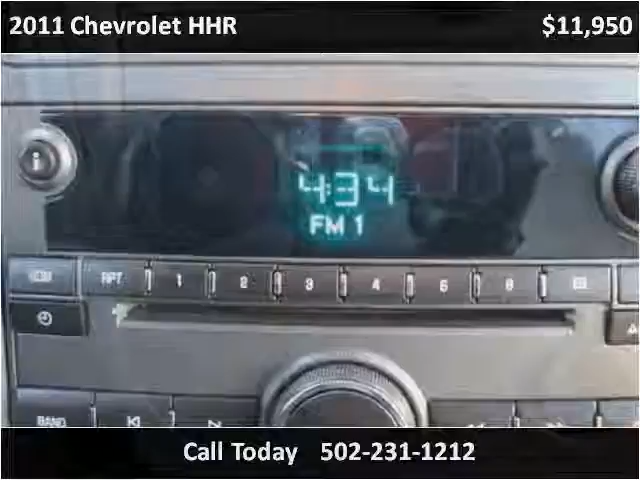 2011 Chevrolet HHR $11,950
i
4:34
FM 1
RPT 1 2 3 4 5 6
BAND
Call Today 502-231-1212